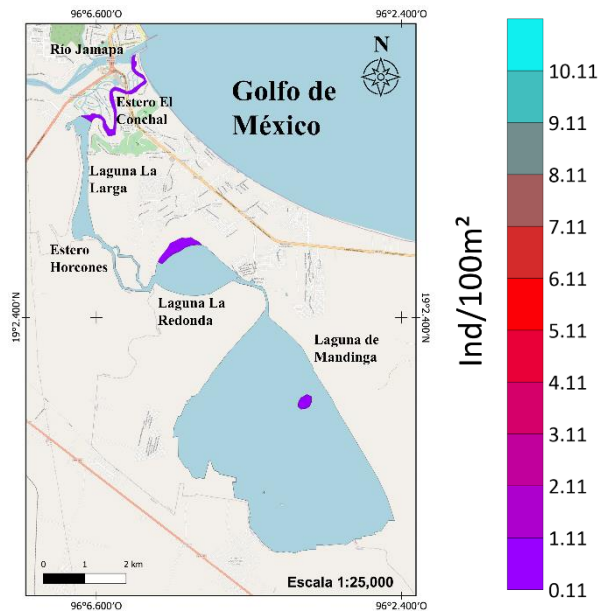 96°6.600'O
96°2.400'O
Río Jamapa
N
Estero El
Conchal
Golfo de
México
Laguna La
Larga
Estero
Horcones
Laguna La
Redonda
Laguna de
Mandinga
19°2.400'N
19°2.400'N
0 1 2 km
Escala 1:25,000
96°6.600'O
96°2.400'O
Ind/100m²
10.11
9.11
8.11
7.11
6.11
5.11
4.11
3.11
2.11
1.11
0.11